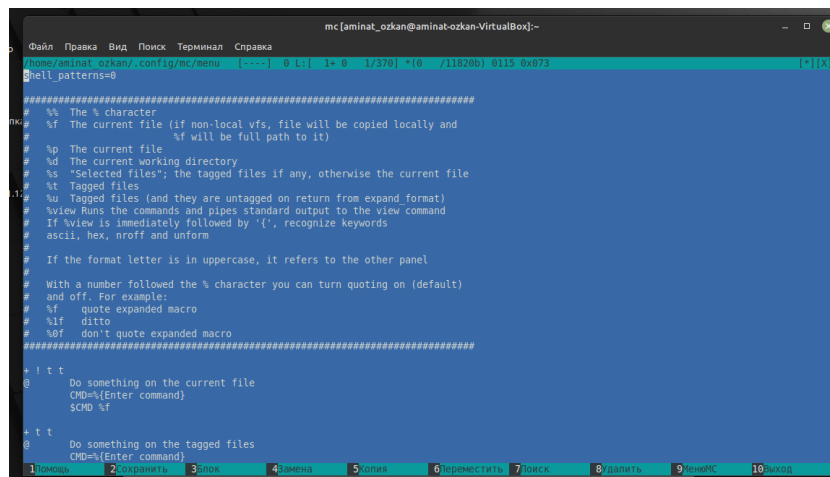 mc [aminat_ozkan@aminat-ozkan-VirtualBox]:~
Файл Правка Вид Поиск Терминал Справка
/home/aminat_ozkan/.config/mc/menu [----] 0 L:[ 1+ 0 1/370] *(0 /11820b) 0115 0x073 [*][X]
shell_patterns=0
################################################################################
# %% The % character
# %f The current file (if non-local vfs, file will be copied locally and
# %f will be full path to it)
# %p The current file
# %d The current working directory
# %s "Selected files"; the tagged files if any, otherwise the current file
# %t Tagged files
# %u Tagged files (and they are untagged on return from expand_format)
# %view Runs the commands and pipes standard output to the view command
# If %view is immediately followed by '{', recognize keywords
# ascii, hex, nroff and unform
#
# If the format letter is in uppercase, it refers to the other panel
#
# With a number followed the % character you can turn quoting on (default)
# and off. For example:
# %f quote expanded macro
# %1f ditto
# %0f don't quote expanded macro
################################################################################
+ ! t t
@ Do something on the current file
CMD=%{Enter command}
$CMD %f
+ t t
@ Do something on the tagged files
CMD=%{Enter command}
1Помощь 2Сохранить 3Блок 4Замена 5Копия 6Переместить 7Поиск 8Удалить 9МенюМС 10Выход